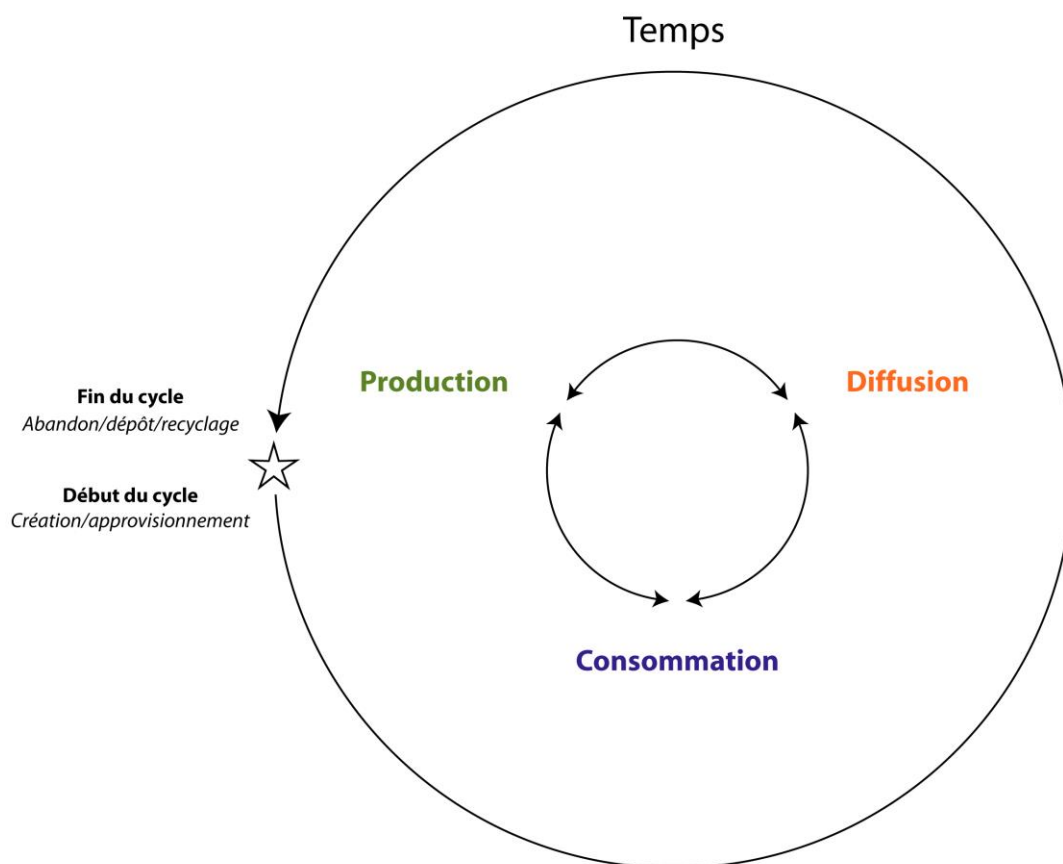 Temps
Production
Diffusion
Fin du cycle
Abandon/dépôt/recyclage
Début du cycle
Création/approvisionnement
Consommation